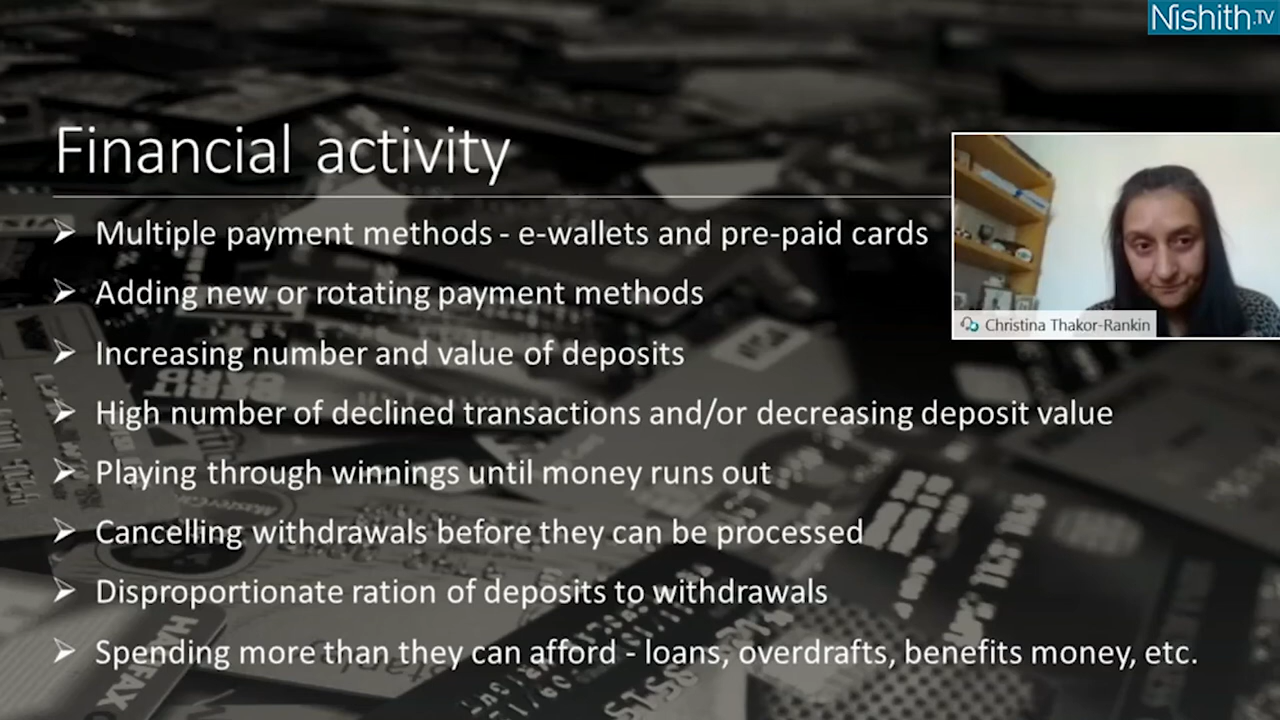 Nishith.TV
Financial activity
Multiple payment methods - e-wallets and pre-paid cards
Adding new or rotating payment methods
Increasing number and value of deposits
High number of declined transactions and/or decreasing deposit value
Playing through winnings until money runs out
Cancelling withdrawals before they can be processed
Disproportionate ration of deposits to withdrawals
Spending more than they can afford - loans, overdrafts, benefits money, etc.
Christina Thakor-Rankin
VISA
HALIFAX